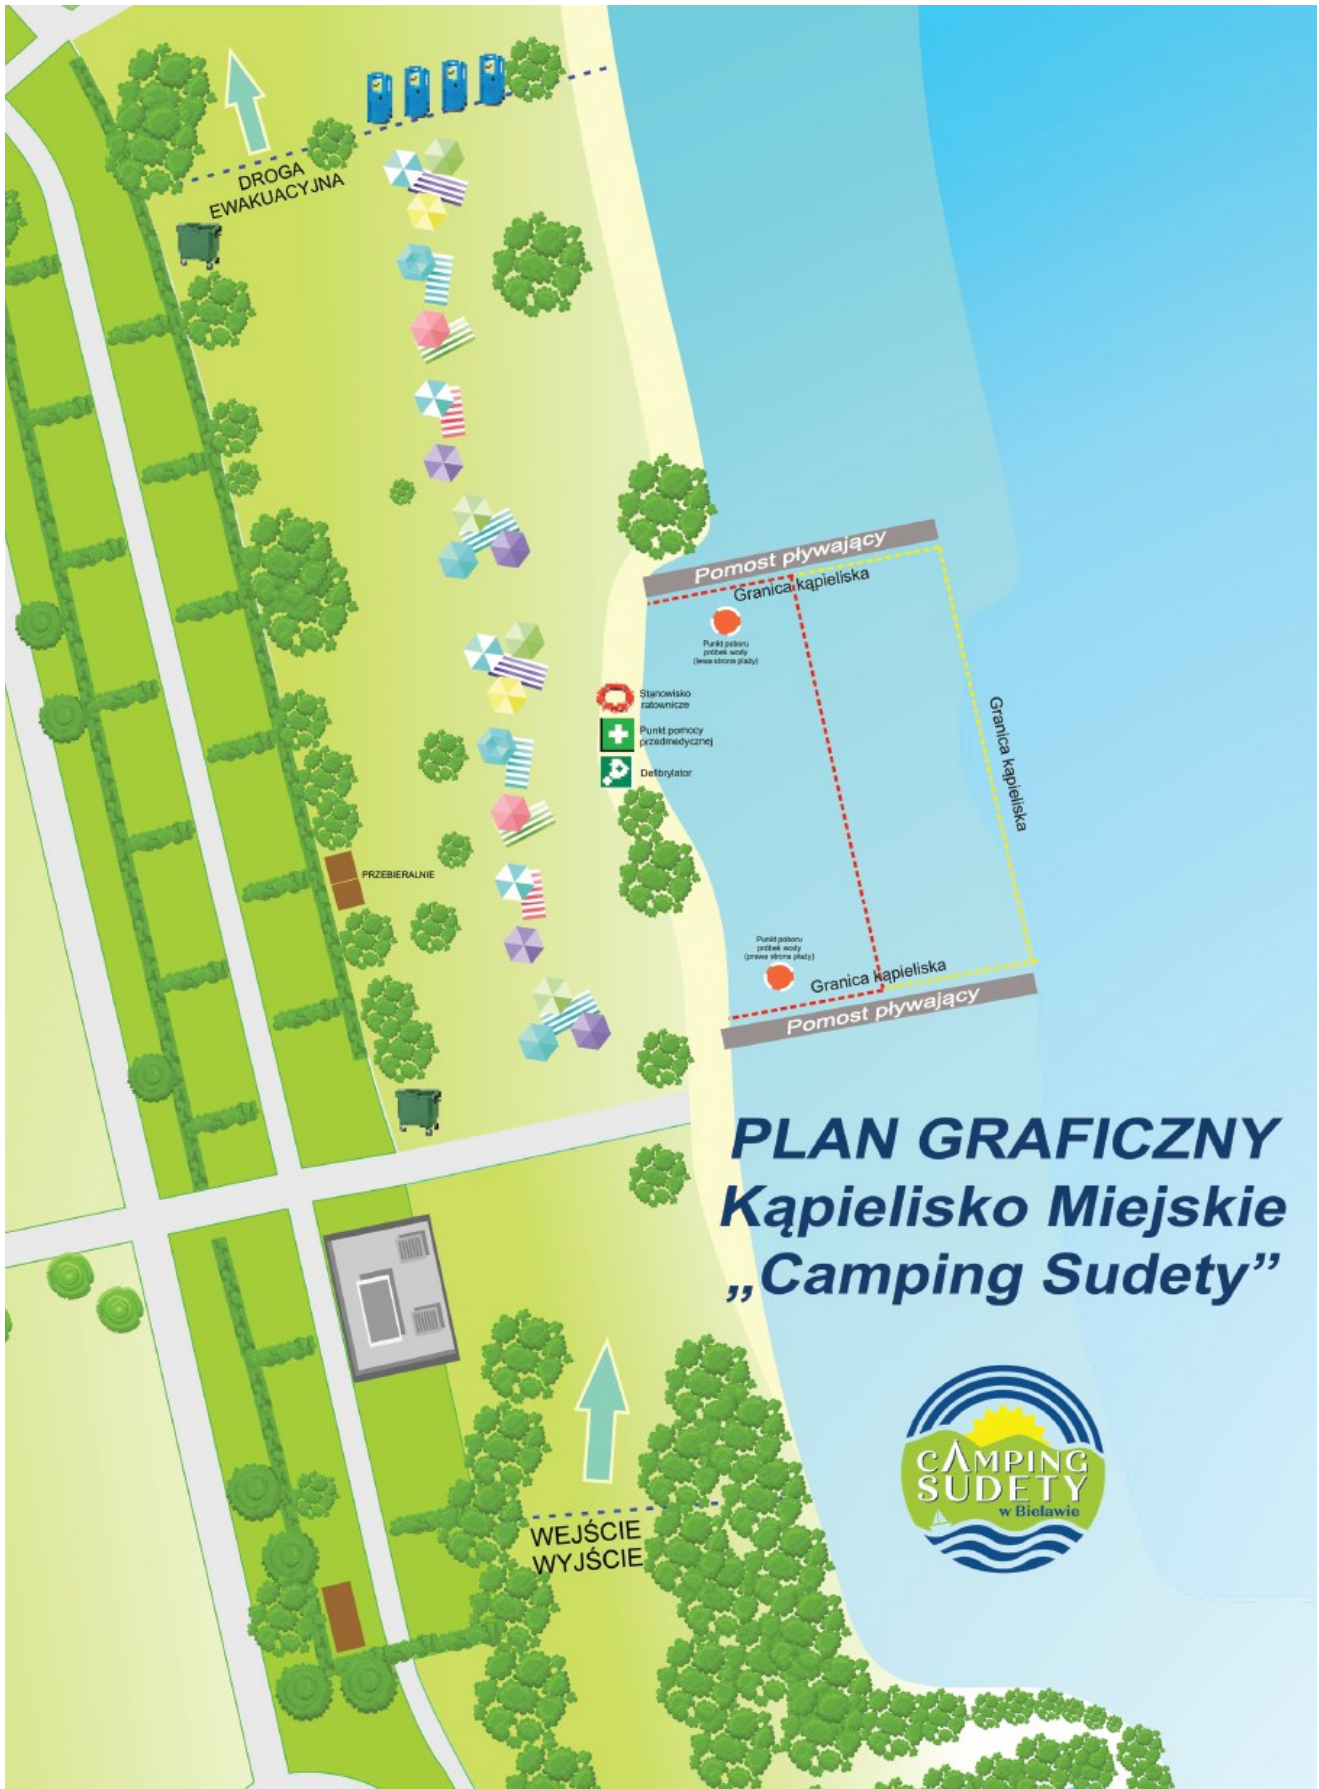 DROGA
EWAKUACYJNA
Pomost pływający
Granica kąpieliska
Punkt poboru
próbek wody
(lewa strona plaży)
Stanowisko
ratownicze
Punkt pomocy
przedmedycznej
Defibrylator
Granica kąpieliska
PRZEBIERALNIE
Punkt poboru
próbek wody
(prawa strona plaży)
Granica kąpieliska
Pomost pływający
PLAN GRAFICZNY
Kąpielisko Miejskie
„Camping Sudety”
CAMPING
SUDETY
w Bielawie
WEJŚCIE
WYJŚCIE